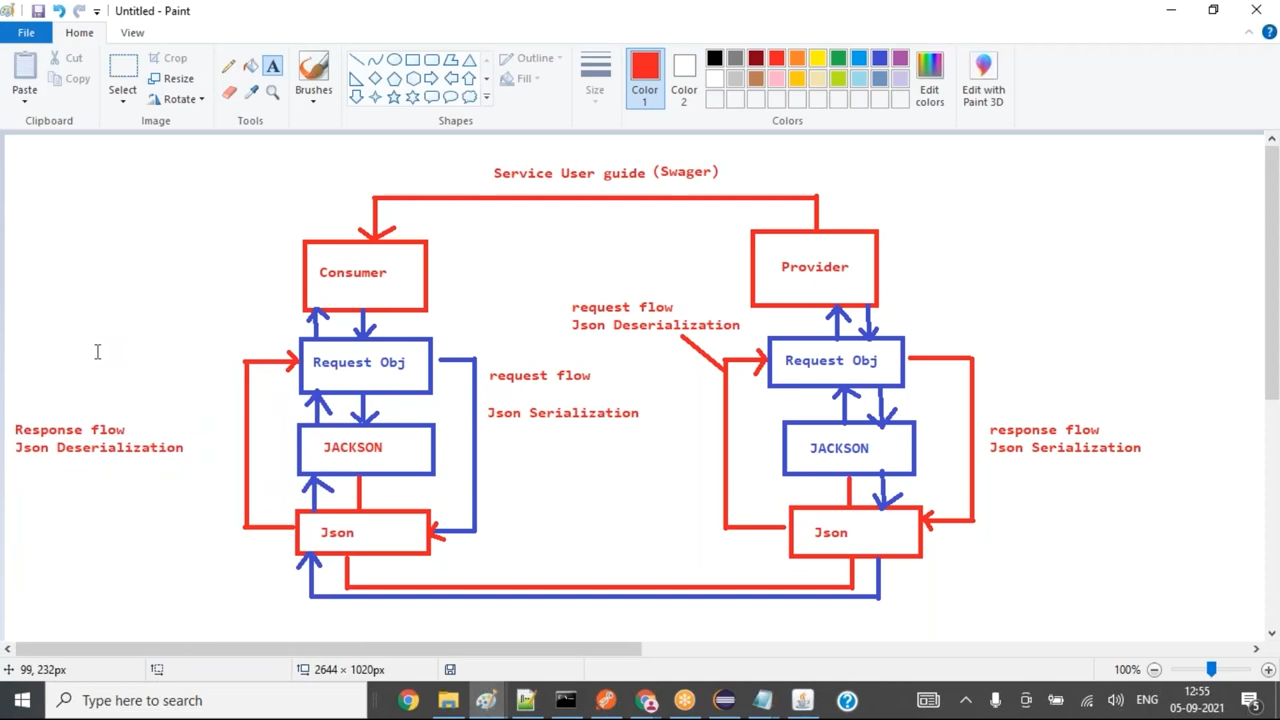 Untitled - Paint
File
Home
View
Paste
Cut
Copy
Clipboard
Select
Crop
Resize
Rotate
Image
A
Tools
Brushes
Outline
Fill
Shapes
Size
Color
1
Color
2
Edit
colors
Edit with
Paint 3D
Colors
Service User guide (Swager)
Consumer
Provider
request flow
Json Deserialization
Request Obj
Request Obj
request flow
Json Serialization
Response flow
Json Deserialization
JACKSON
JACKSON
response flow
Json Serialization
Json
Json
99, 232px
2644 × 1020px
100%
Type here to search
ENG
12:55
05-09-2021
5